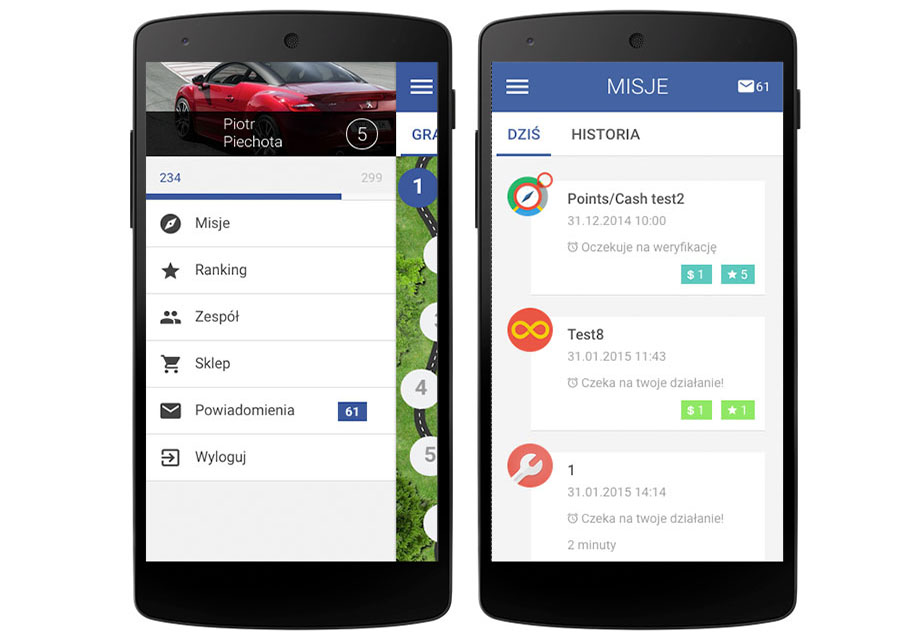 Piotr
Piechota
5
234
299
Misje
Ranking
Zespół
Sklep
Powiadomienia
61
Wyloguj
GRA
1
3
4
5
MISJE
61
DZIŚ
HISTORIA
Points/Cash test2
31.12.2014 10:00
Oczekuje na weryfikację
$ 1
★ 5
Test8
31.01.2015 11:43
Czeka na twoje działanie!
$ 1
★ 1
1
31.01.2015 14:14
Czeka na twoje działanie!
2 minuty